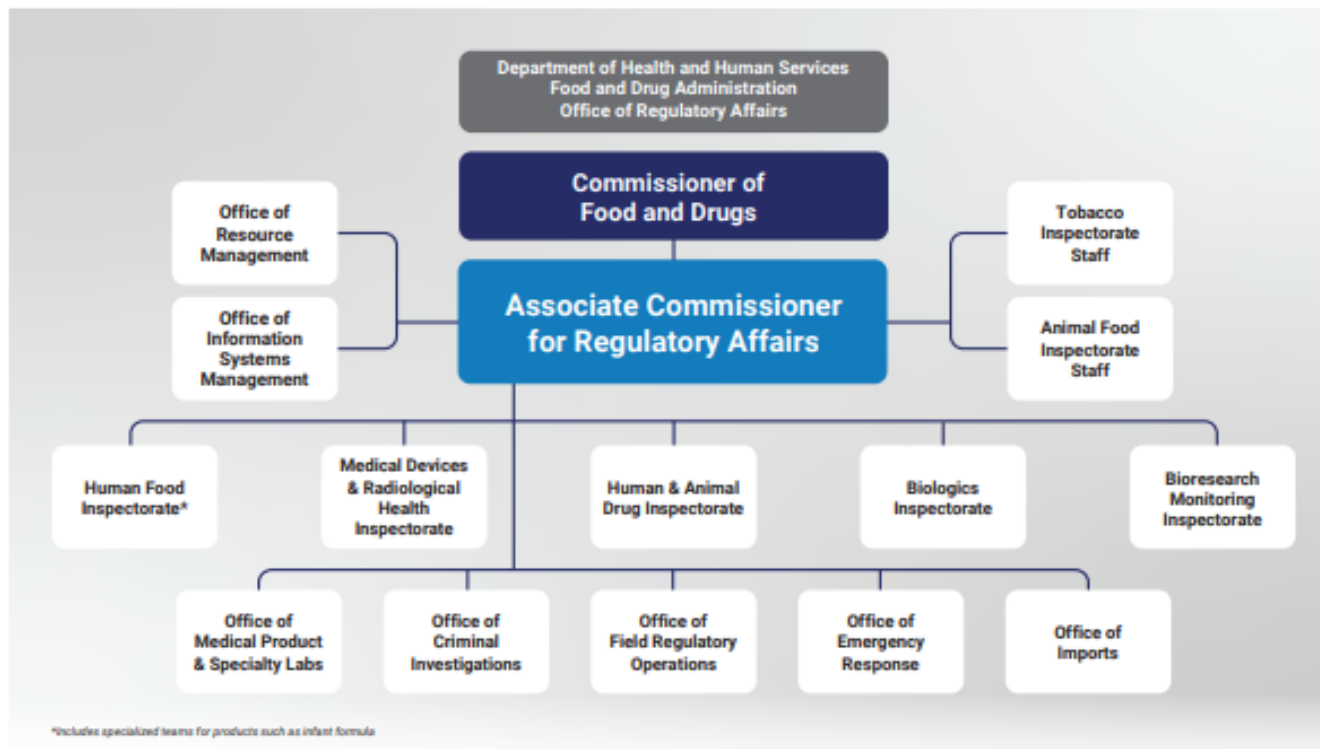 Department of Health and Human Services
Food and Drug Administration
Office of Regulatory Affairs
Commissioner of
Food and Drugs
Office of
Resource
Management
Tobacco
Inspectorate
Staff
Associate Commissioner
for Regulatory Affairs
Office of
Information
Systems
Management
Animal Food
Inspectorate
Staff
Human Food
Inspectorate*
Medical Devices
& Radiological
Health
Inspectorate
Human & Animal
Drug Inspectorate
Biologics
Inspectorate
Bioresearch
Monitoring
Inspectorate
Office of
Medical Product
& Specialty Labs
Office of
Criminal
Investigations
Office of
Field Regulatory
Operations
Office of
Emergency
Response
Office of
Imports
*Includes specialized teams for products such as infant formula